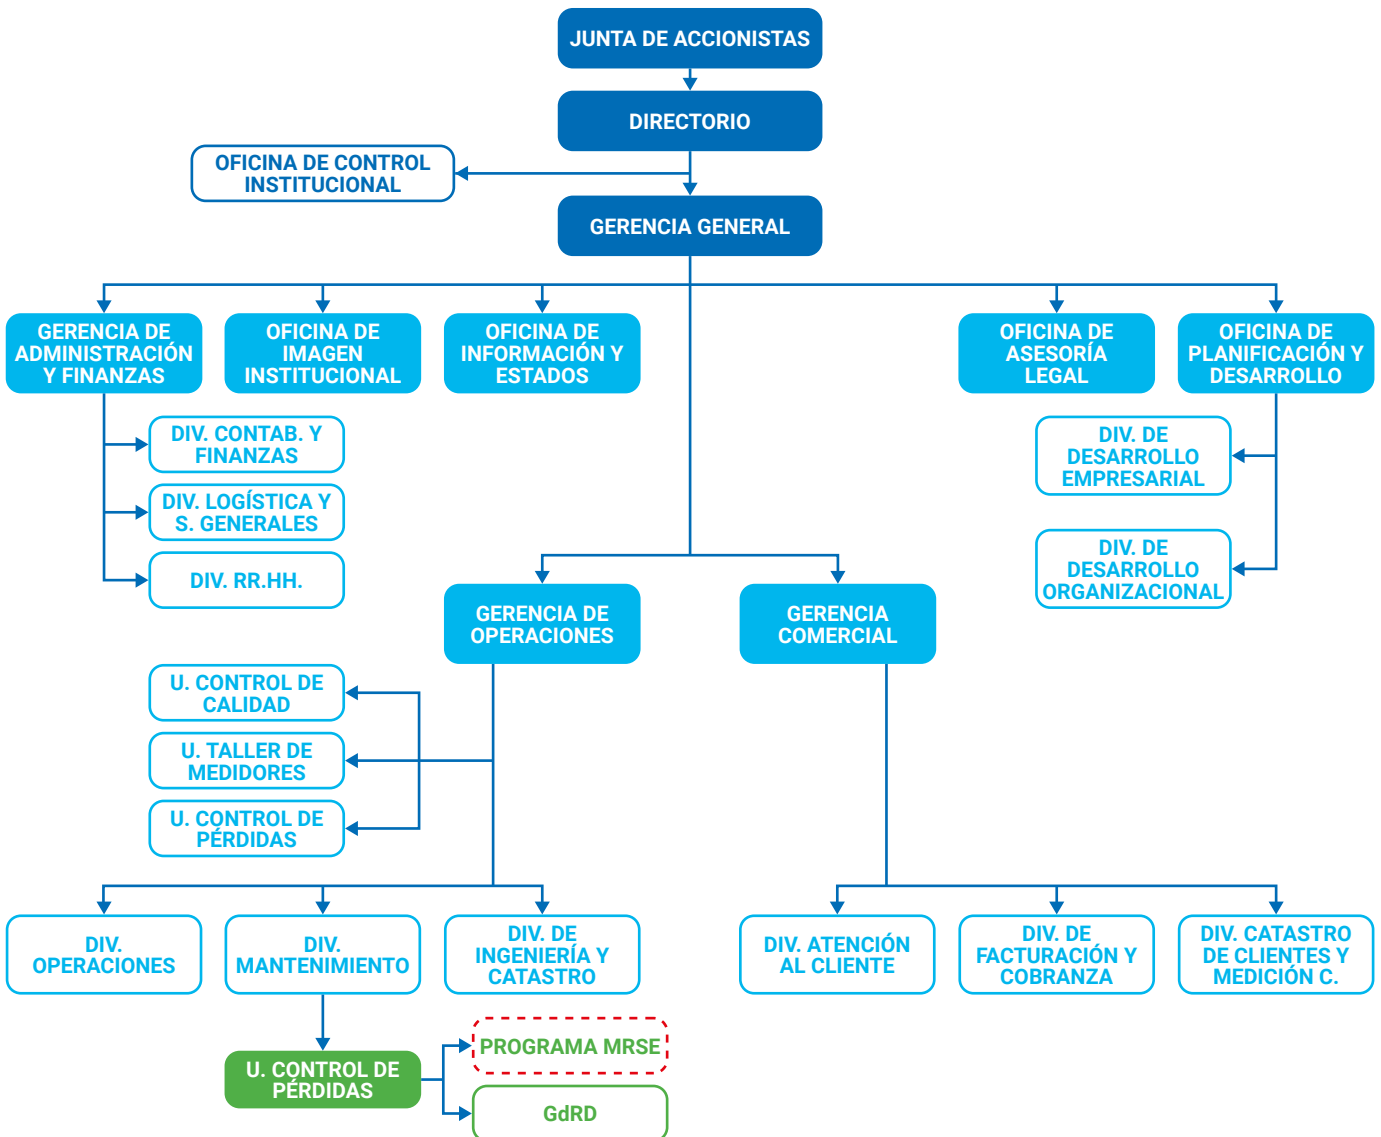 JUNTA DE ACCIONISTAS
DIRECTORIO
OFICINA DE CONTROL
INSTITUCIONAL
GERENCIA GENERAL
GERENCIA DE
ADMINISTRACIÓN
Y FINANZAS
OFICINA DE
IMAGEN
INSTITUCIONAL
OFICINA DE
INFORMACIÓN Y
ESTADOS
OFICINA DE
ASESORÍA
LEGAL
OFICINA DE
PLANIFICACIÓN Y
DESARROLLO
DIV. CONTAB. Y
FINANZAS
DIV. LOGÍSTICA Y
S. GENERALES
DIV. RR.HH.
DIV. DE
DESARROLLO
EMPRESARIAL
DIV. DE
DESARROLLO
ORGANIZACIONAL
GERENCIA DE
OPERACIONES
GERENCIA
COMERCIAL
U. CONTROL DE
CALIDAD
U. TALLER DE
MEDIDORES
U. CONTROL DE
PÉRDIDAS
DIV.
OPERACIONES
DIV.
MANTENIMIENTO
DIV. DE
INGENIERÍA Y
CATASTRO
DIV. ATENCIÓN
AL CLIENTE
DIV. DE
FACTURACIÓN Y
COBRANZA
DIV. CATASTRO
DE CLIENTES Y
MEDICIÓN C.
U. CONTROL DE
PÉRDIDAS
PROGRAMA MRSE
GdRD